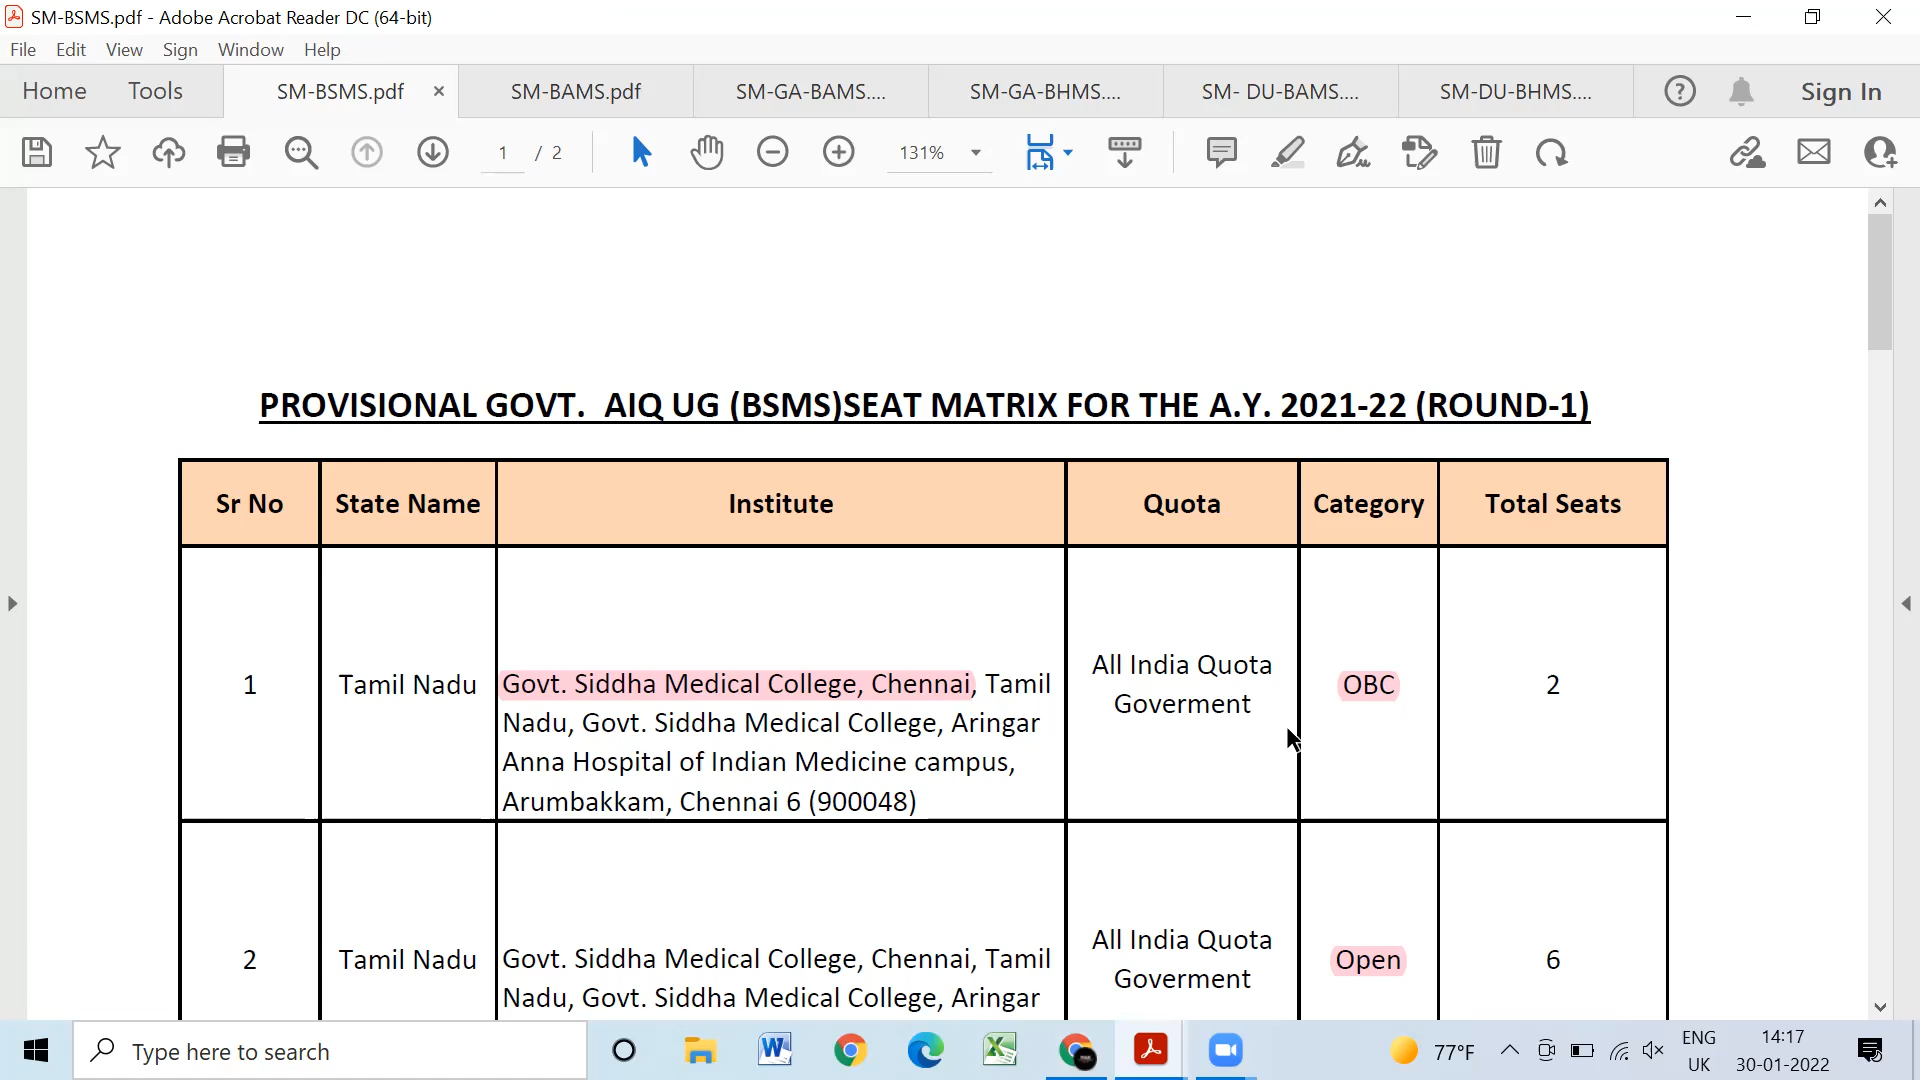 SM-BSMS.pdf - Adobe Acrobat Reader DC (64-bit)
File Edit View Sign Window Help
Home Tools SM-BSMS.pdf × SM-BAMS.pdf SM-GA-BAMS.... SM-GA-BHMS.... SM- DU-BAMS.... SM-DU-BHMS.... Sign In
1 / 2 131%
PROVISIONAL GOVT. AIQ UG (BSMS)SEAT MATRIX FOR THE A.Y. 2021-22 (ROUND-1)
Sr No State Name Institute Quota Category Total Seats
1 Tamil Nadu Govt. Siddha Medical College, Chennai, Tamil
Nadu, Govt. Siddha Medical College, Aringar
Anna Hospital of Indian Medicine campus,
Arumbakkam, Chennai 6 (900048)
All India Quota
Goverment
OBC 2
2 Tamil Nadu Govt. Siddha Medical College, Chennai, Tamil
Nadu, Govt. Siddha Medical College, Aringar
All India Quota
Goverment
Open 6
Type here to search
77°F
ENG
UK
14:17
30-01-2022